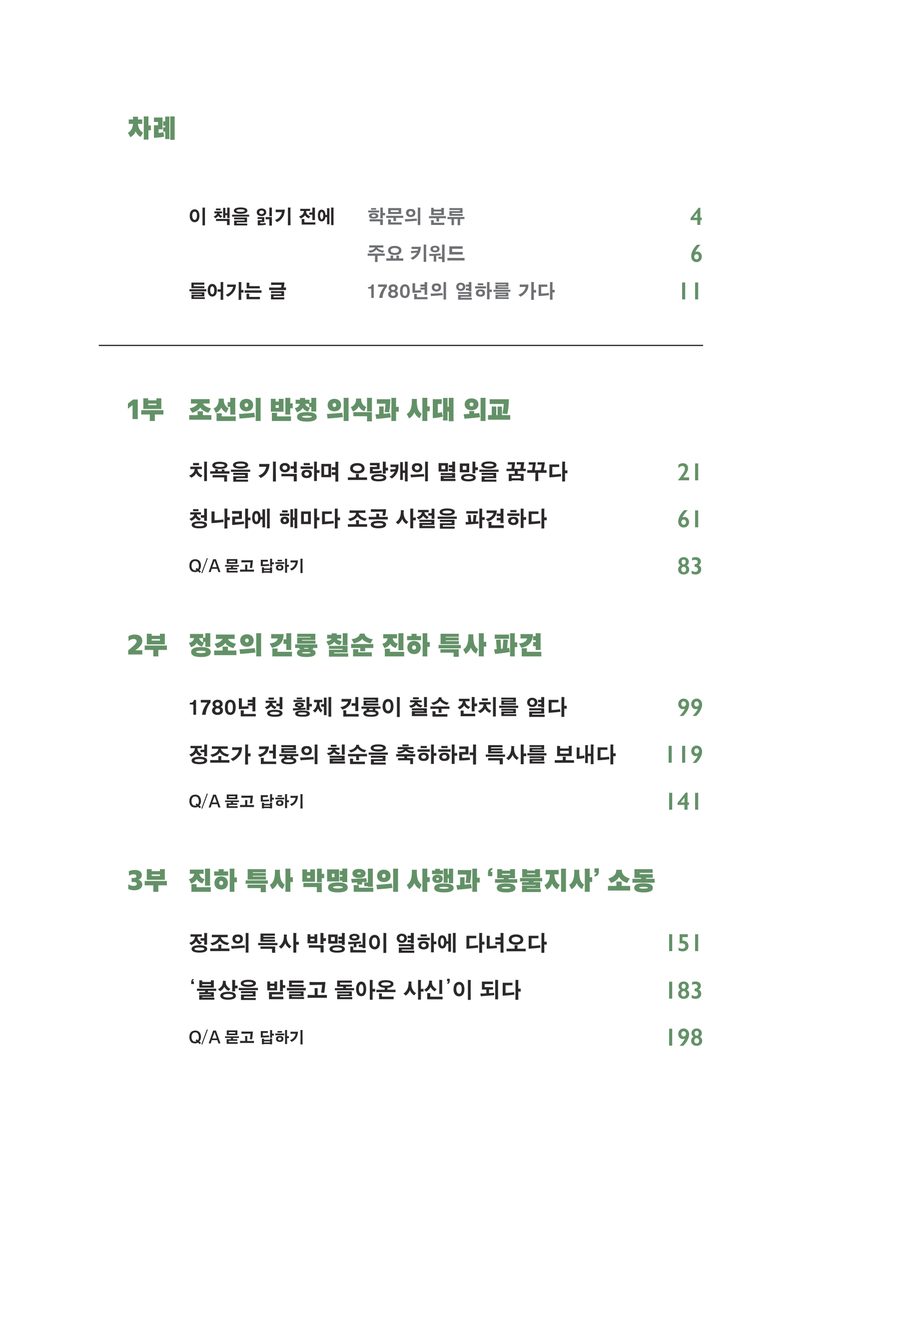 차례
이 책을 읽기 전에 학문의 분류 4
주요 키워드 6
들어가는 글 1780년의 열하를 가다 11
1부 조선의 반청 의식과 사대 외교
치욕을 기억하며 오랑캐의 멸망을 꿈꾸다 21
청나라에 해마다 조공 사절을 파견하다 61
Q/A 묻고 답하기 83
2부 정조의 건륭 칠순 진하 특사 파견
1780년 청 황제 건륭이 칠순 잔치를 열다 99
정조가 건륭의 칠순을 축하하러 특사를 보내다 119
Q/A 묻고 답하기 141
3부 진하 특사 박명원의 사행과 ‘봉불지사’ 소동
정조의 특사 박명원이 열하에 다녀오다 151
‘불상을 받들고 돌아온 사신’이 되다 183
Q/A 묻고 답하기 198